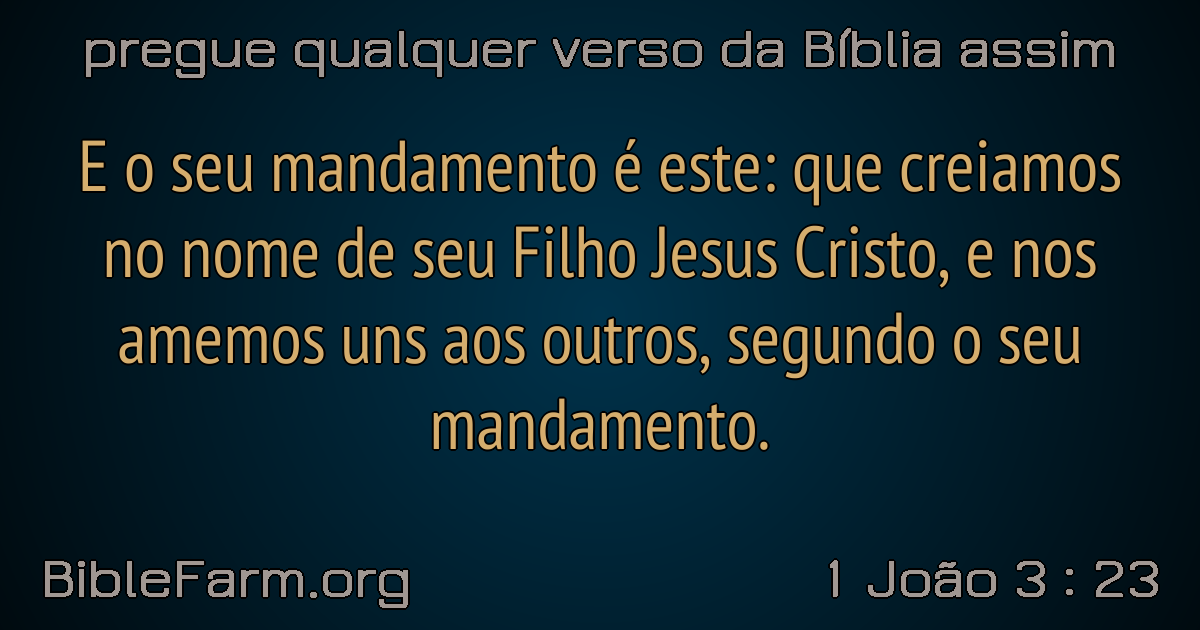 pregue qualquer verso da Bíblia assim
E o seu mandamento é este: que creiamos
no nome de seu Filho Jesus Cristo, e nos
amemos uns aos outros, segundo o seu
mandamento.
BibleFarm.org
1 João 3 : 23